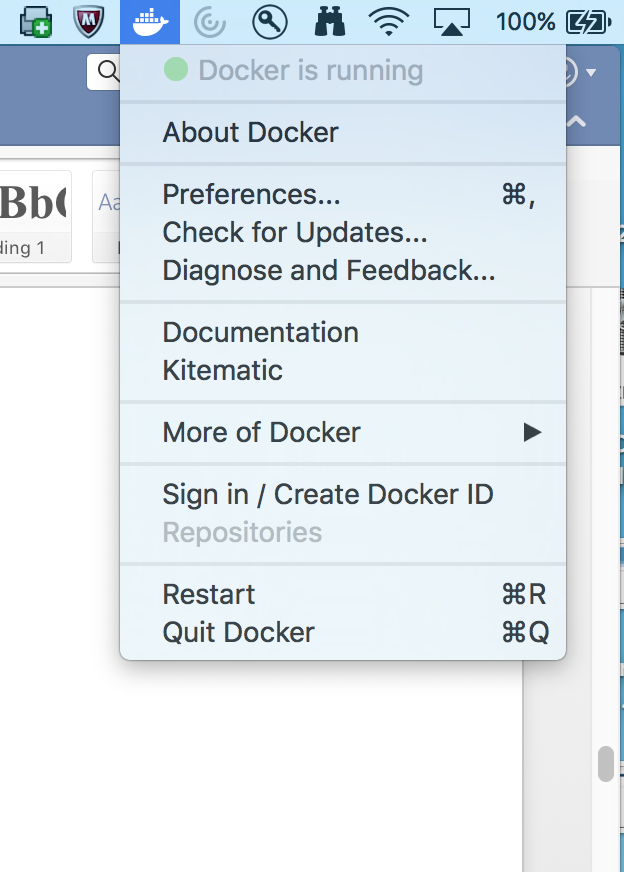 100%
Docker is running
About Docker
Preferences... ⌘,
Check for Updates...
Diagnose and Feedback...
Documentation
Kitematic
More of Docker
Sign in / Create Docker ID
Repositories
Restart ⌘R
Quit Docker ⌘Q
BbC
ding 1
Aa